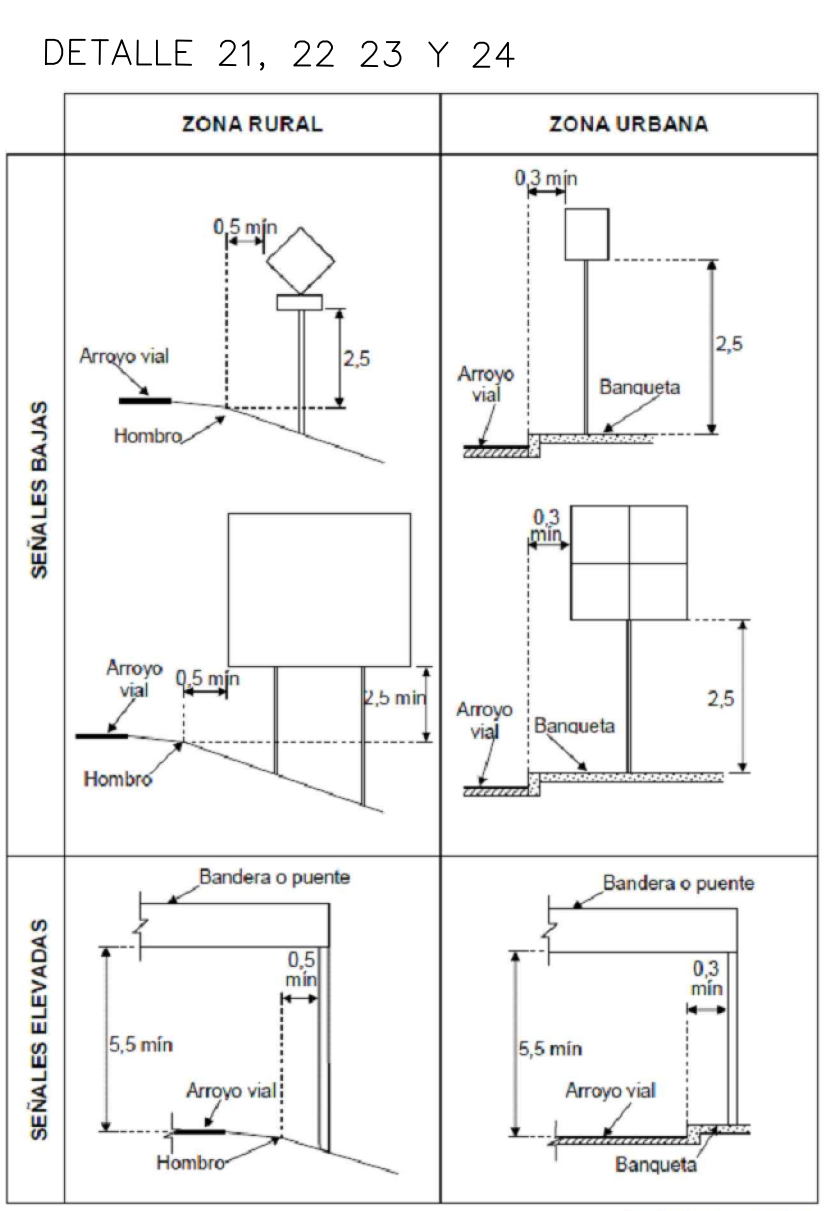 DETALLE 21, 22 23 Y 24
ZONA RURAL
ZONA URBANA
SEÑALES BAJAS
0,5 mín
2,5
Arroyo vial
Hombro
0,3 mín
2,5
Arroyo
vial
Banqueta
Arroyo
vial
0,5 mín
2,5 mín
Hombro
0,3
mín
2,5
Arroyo
vial
Banqueta
SEÑALES ELEVADAS
Bandera o puente
0,5
mín
5,5 mín
Arroyo vial
Hombro
Bandera o puente
0,3
mín
5,5 mín
Arroyo vial
Banqueta